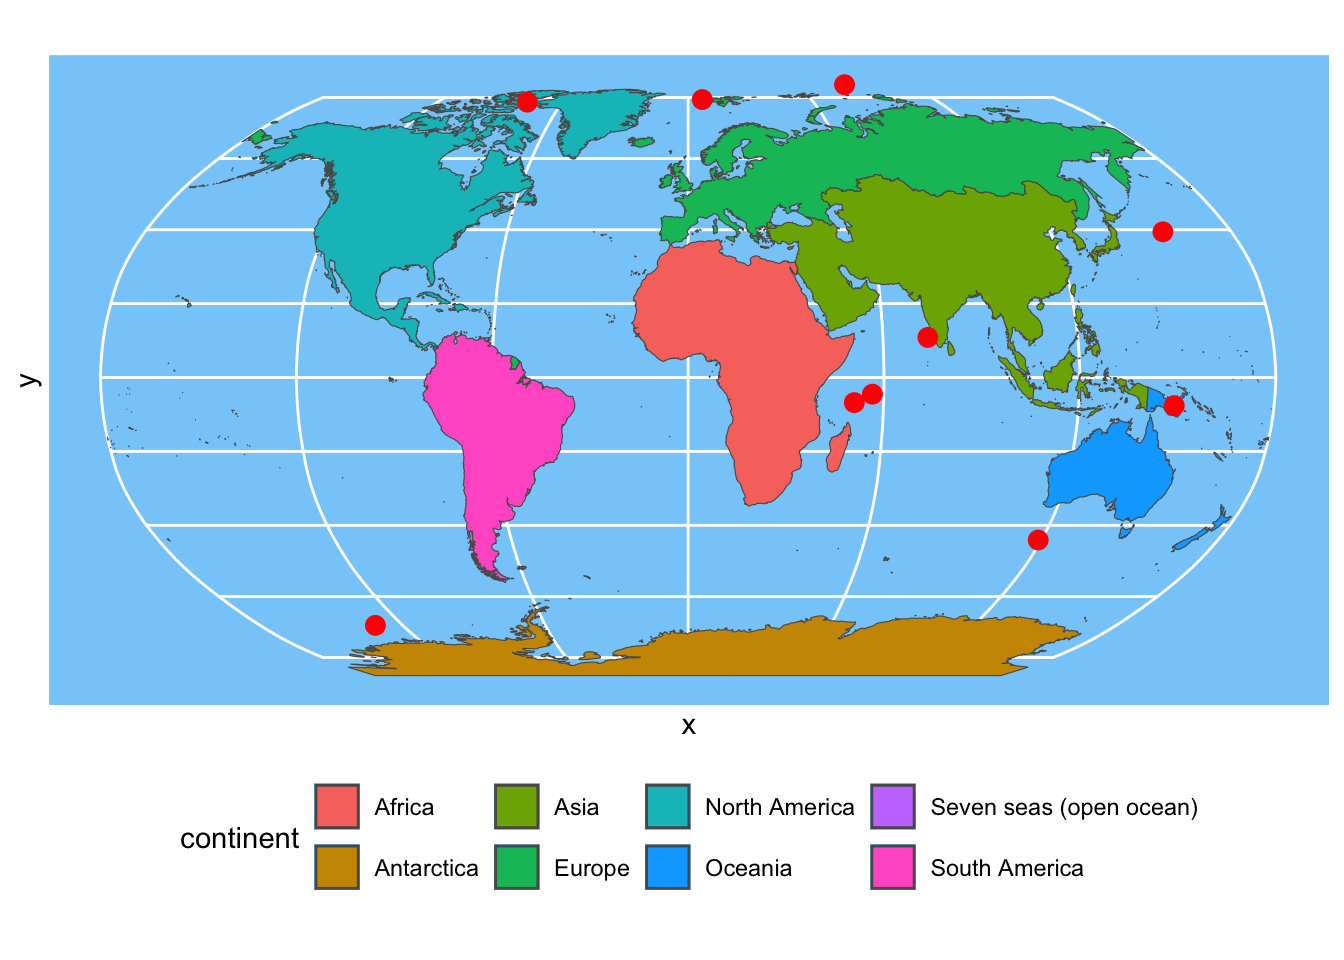 y
x
continent
Africa
Asia
North America
Seven seas (open ocean)
Antarctica
Europe
Oceania
South America